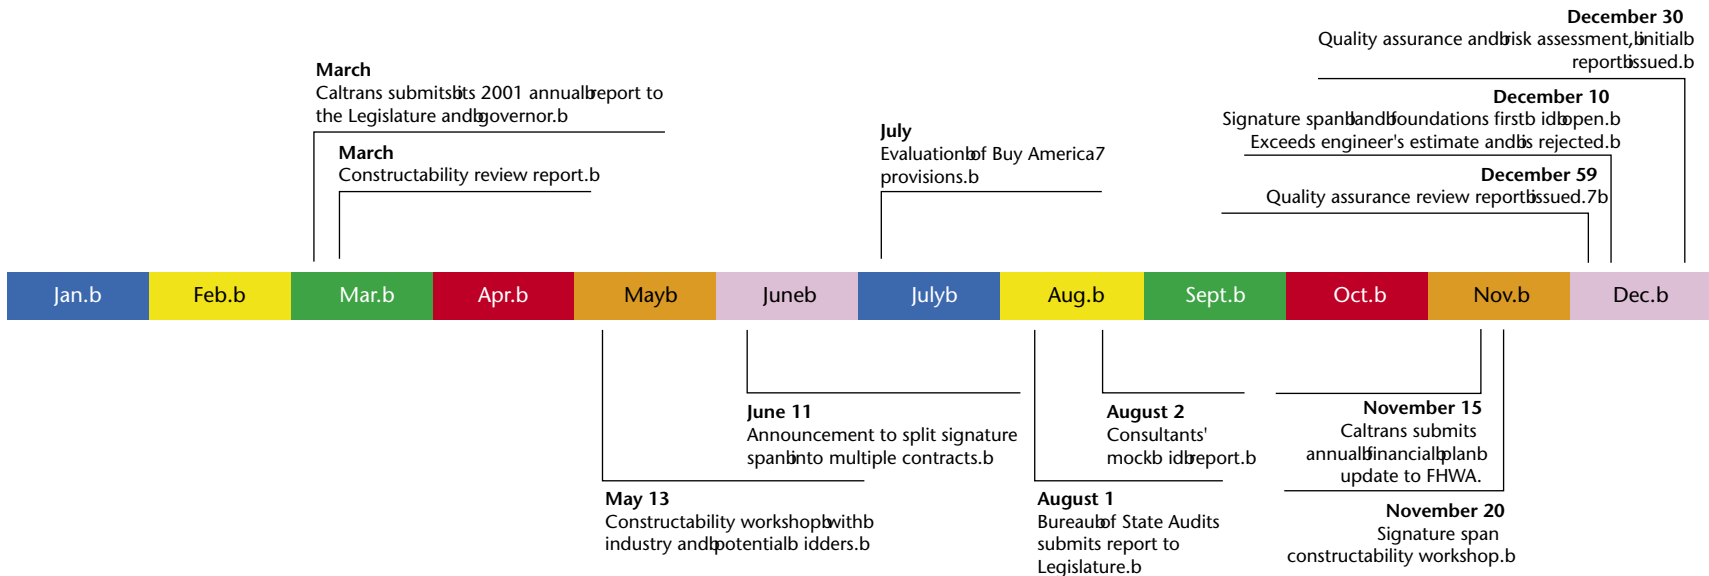 December 30
Quality assurance andbrisk assessment,binitialb
reportbissued.b
March
Caltrans submitsbits 2001 annualbreport to
the Legislature andbgovernor.b
December 10
Signature spanbandbfoundations firstb idbopen.b
Exceeds engineer's estimate andbis rejected.b
July
Evaluationbof Buy America7
provisions.b
March
Constructability review report.b
December 59
Quality assurance review reportbissued.7b
Jan.b Feb.b Mar.b Apr.b Mayb Juneb Julyb Aug.b Sept.b Oct.b Nov.b Dec.b
June 11
Announcement to split signature
spanbinto multiple contracts.b
August 2
Consultants'
mockb idbreport.b
November 15
Caltrans submits
annualbfinancialbplanb
update to FHWA.
May 13
Constructability workshopbwithb
industry andbpotentialb idders.b
August 1
Bureaubof State Audits
submits report to
Legislature.b
November 20
Signature span
constructability workshop.b